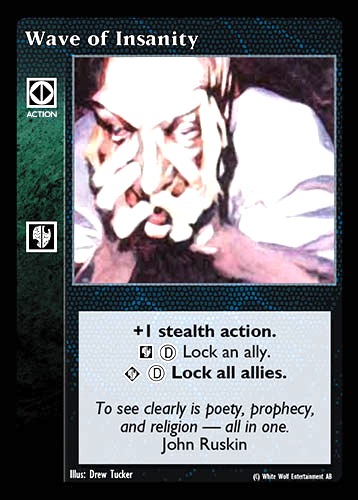 Wave of Insanity
ACTION
+1 stealth action.
D Lock an ally.
D Lock all allies.
To see clearly is poetry, prophecy,
and religion — all in one.
John Ruskin
Illus: Drew Tucker
(C) White Wolf Entertainment AB